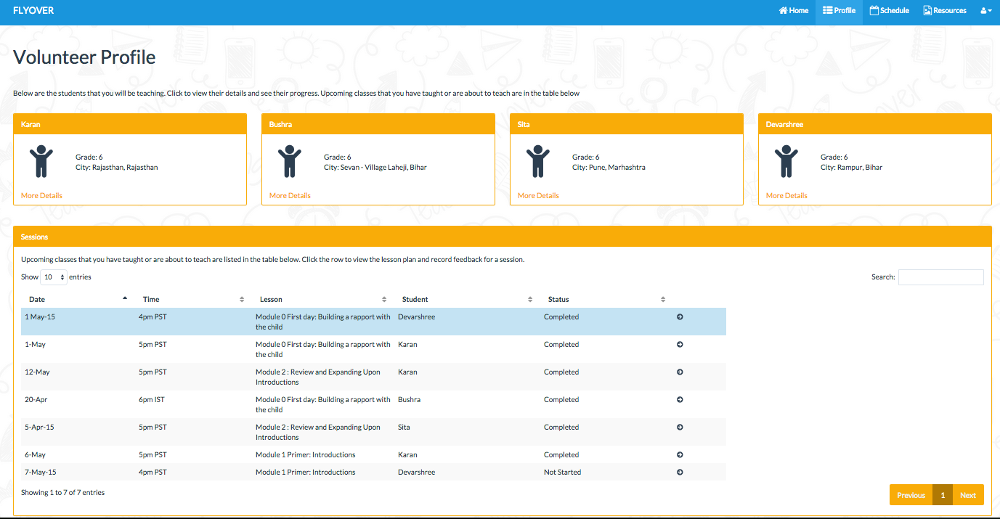 FLYOVER
Home Profile Schedule Resources
Volunteer Profile
Below are the students that you will be teaching. Click to view their details and see their progress. Upcoming classes that you have taught or are about to teach are in the table below
Karan
Grade: 6
City: Rajasthan, Rajasthan
More Details
Bushra
Grade: 6
City: Sevan - Village Laheji, Bihar
More Details
Sita
Grade: 6
City: Pune, Marhashtra
More Details
Devarshree
Grade: 6
City: Rampur, Bihar
More Details
Sessions
Upcoming classes that you have taught or are about to teach are listed in the table below. Click the row to view the lesson plan and record feedback for a session.
Show 10 entries Search:
Date Time Lesson Student Status
1 May-15 4pm PST Module 0 First day: Building a rapport with Devarshree Completed
the child
1-May 5pm PST Module 0 First day: Building a rapport with Karan Completed
the child
12-May 5pm PST Module 2 : Review and Expanding Upon Karan Completed
Introductions
20-Apr 6pm IST Module 0 First day: Building a rapport with Bushra Completed
the child
5-Apr-15 5pm PST Module 2 : Review and Expanding Upon Sita Completed
Introductions
6-May 5pm PST Module 1 Primer: Introductions Karan Completed
7-May-15 4pm PST Module 1 Primer: Introductions Devarshree Not Started
Showing 1 to 7 of 7 entries
Previous 1 Next